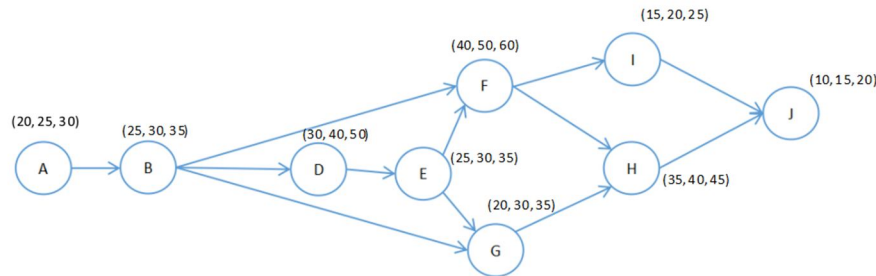 (20, 25, 30)
A
(25, 30, 35)
B
(30, 40, 50)
D
(25, 30, 35)
E
(40, 50, 60)
F
(20, 30, 35)
G
(15, 20, 25)
I
(35, 40, 45)
H
(10, 15, 20)
J